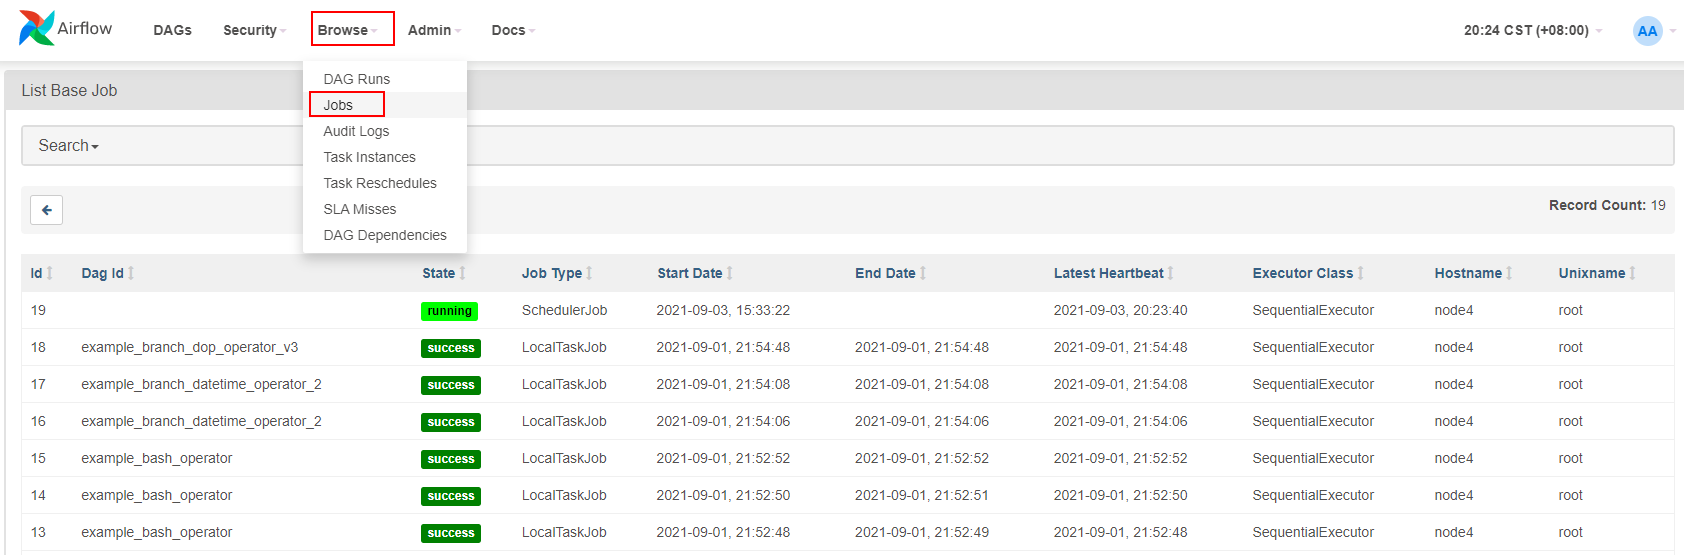 Airflow DAGs Security Browse Admin Docs 20:24 CST (+08:00) AA
DAG Runs
Jobs
Audit Logs
Task Instances
Task Reschedules
SLA Misses
DAG Dependencies
List Base Job
Search
Record Count: 19
Id Dag Id State Job Type Start Date End Date Latest Heartbeat Executor Class Hostname Unixname
19 running SchedulerJob 2021-09-03, 15:33:22 2021-09-03, 20:23:40 SequentialExecutor node4 root
18 example_branch_dop_operator_v3 success LocalTaskJob 2021-09-01, 21:54:48 2021-09-01, 21:54:48 2021-09-01, 21:54:48 SequentialExecutor node4 root
17 example_branch_datetime_operator_2 success LocalTaskJob 2021-09-01, 21:54:08 2021-09-01, 21:54:08 2021-09-01, 21:54:08 SequentialExecutor node4 root
16 example_branch_datetime_operator_2 success LocalTaskJob 2021-09-01, 21:54:06 2021-09-01, 21:54:06 2021-09-01, 21:54:06 SequentialExecutor node4 root
15 example_bash_operator success LocalTaskJob 2021-09-01, 21:52:52 2021-09-01, 21:52:52 2021-09-01, 21:52:52 SequentialExecutor node4 root
14 example_bash_operator success LocalTaskJob 2021-09-01, 21:52:50 2021-09-01, 21:52:51 2021-09-01, 21:52:50 SequentialExecutor node4 root
13 example_bash_operator success LocalTaskJob 2021-09-01, 21:52:48 2021-09-01, 21:52:49 2021-09-01, 21:52:48 SequentialExecutor node4 root